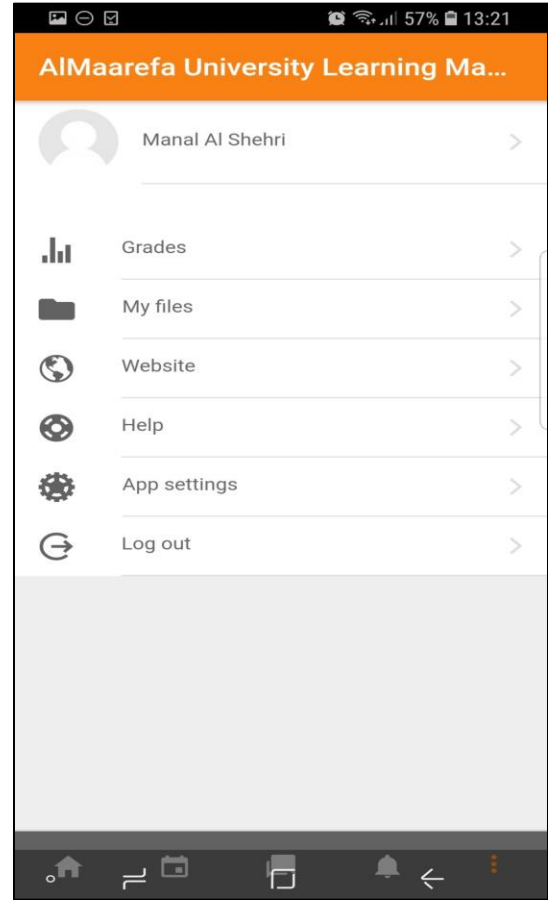 57% 13:21
AlMaarefa University Learning Ma...
Manal Al Shehri
Grades
My files
Website
Help
App settings
Log out